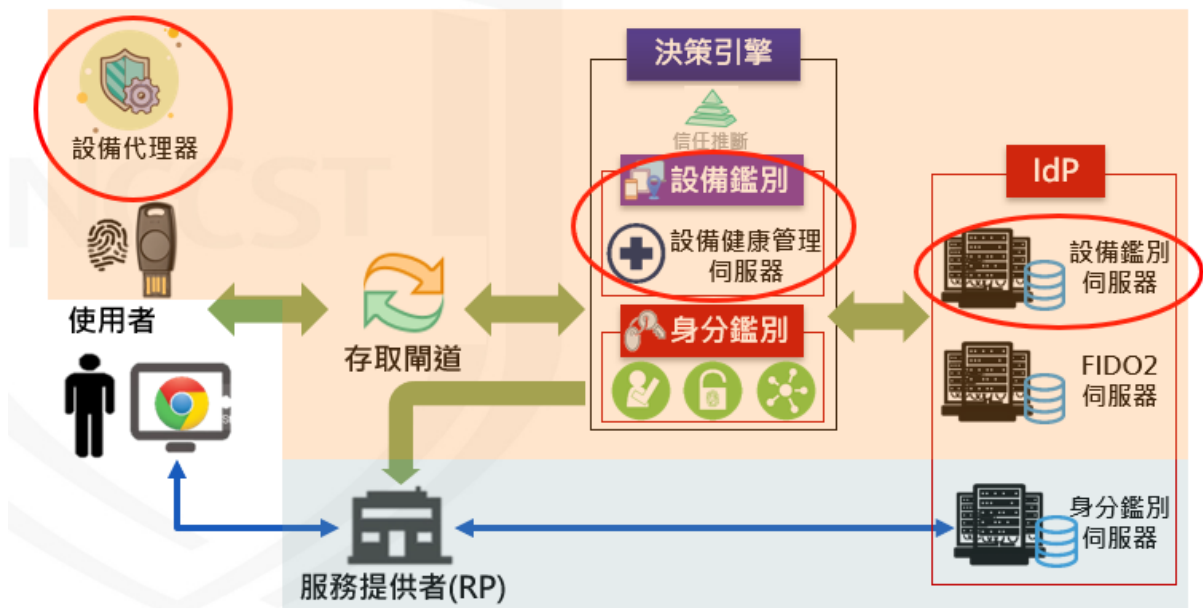 決策引擎
信任推斷
設備代理器
設備鑑別
IdP
設備健康管理
伺服器
設備鑑別
伺服器
使用者
存取閘道
身分鑑別
FIDO2
伺服器
身分鑑別
伺服器
服務提供者(RP)